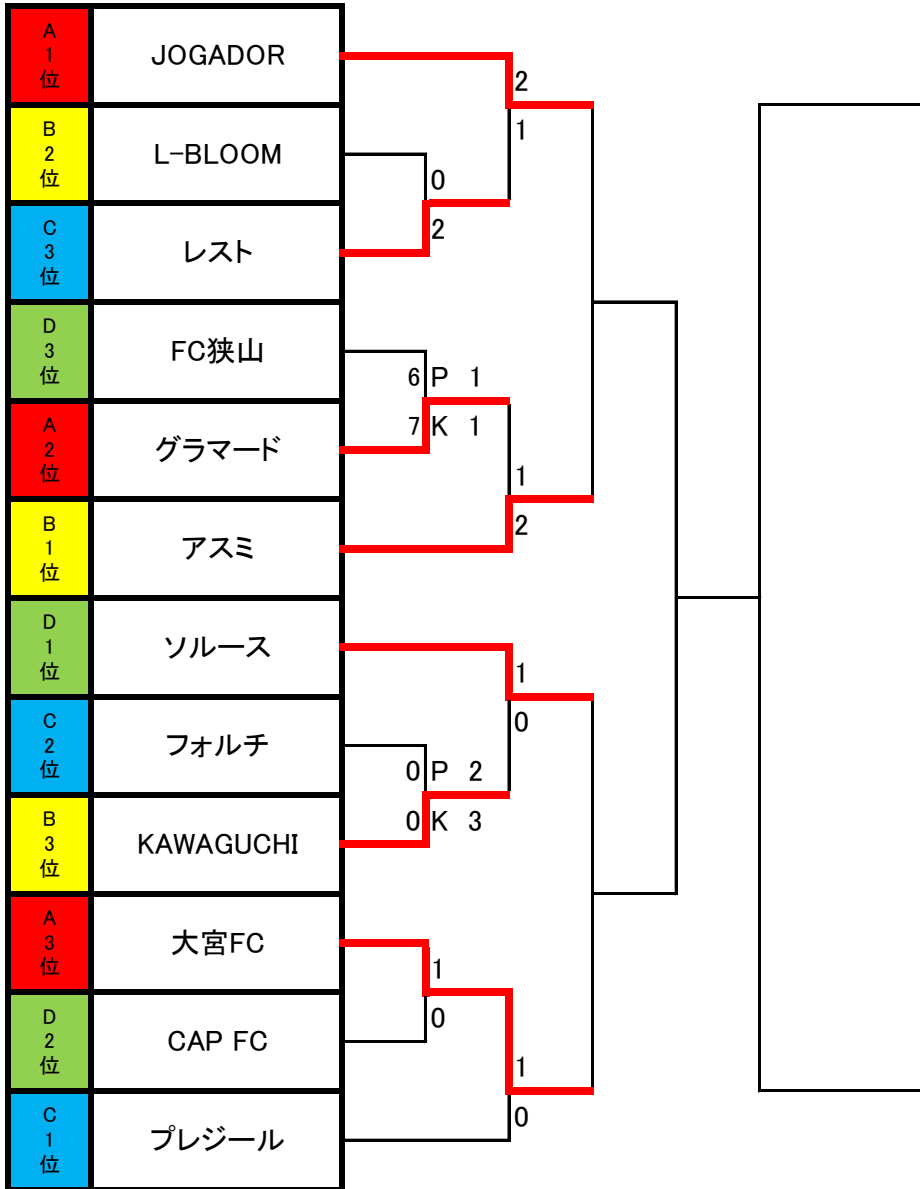 A
1
位
JOGADOR
2
1
B
2
位
L-BLOOM
0
2
C
3
位
レスト
D
3
位
FC狭山
6 P 1
7 K 1
A
2
位
グラマード
1
2
B
1
位
アスミ
D
1
位
ソルース
1
0
C
2
位
フォルチ
0 P 2
0 K 3
B
3
位
KAWAGUCHI
A
3
位
大宮FC
1
0
D
2
位
CAP FC
1
0
C
1
位
プレジール